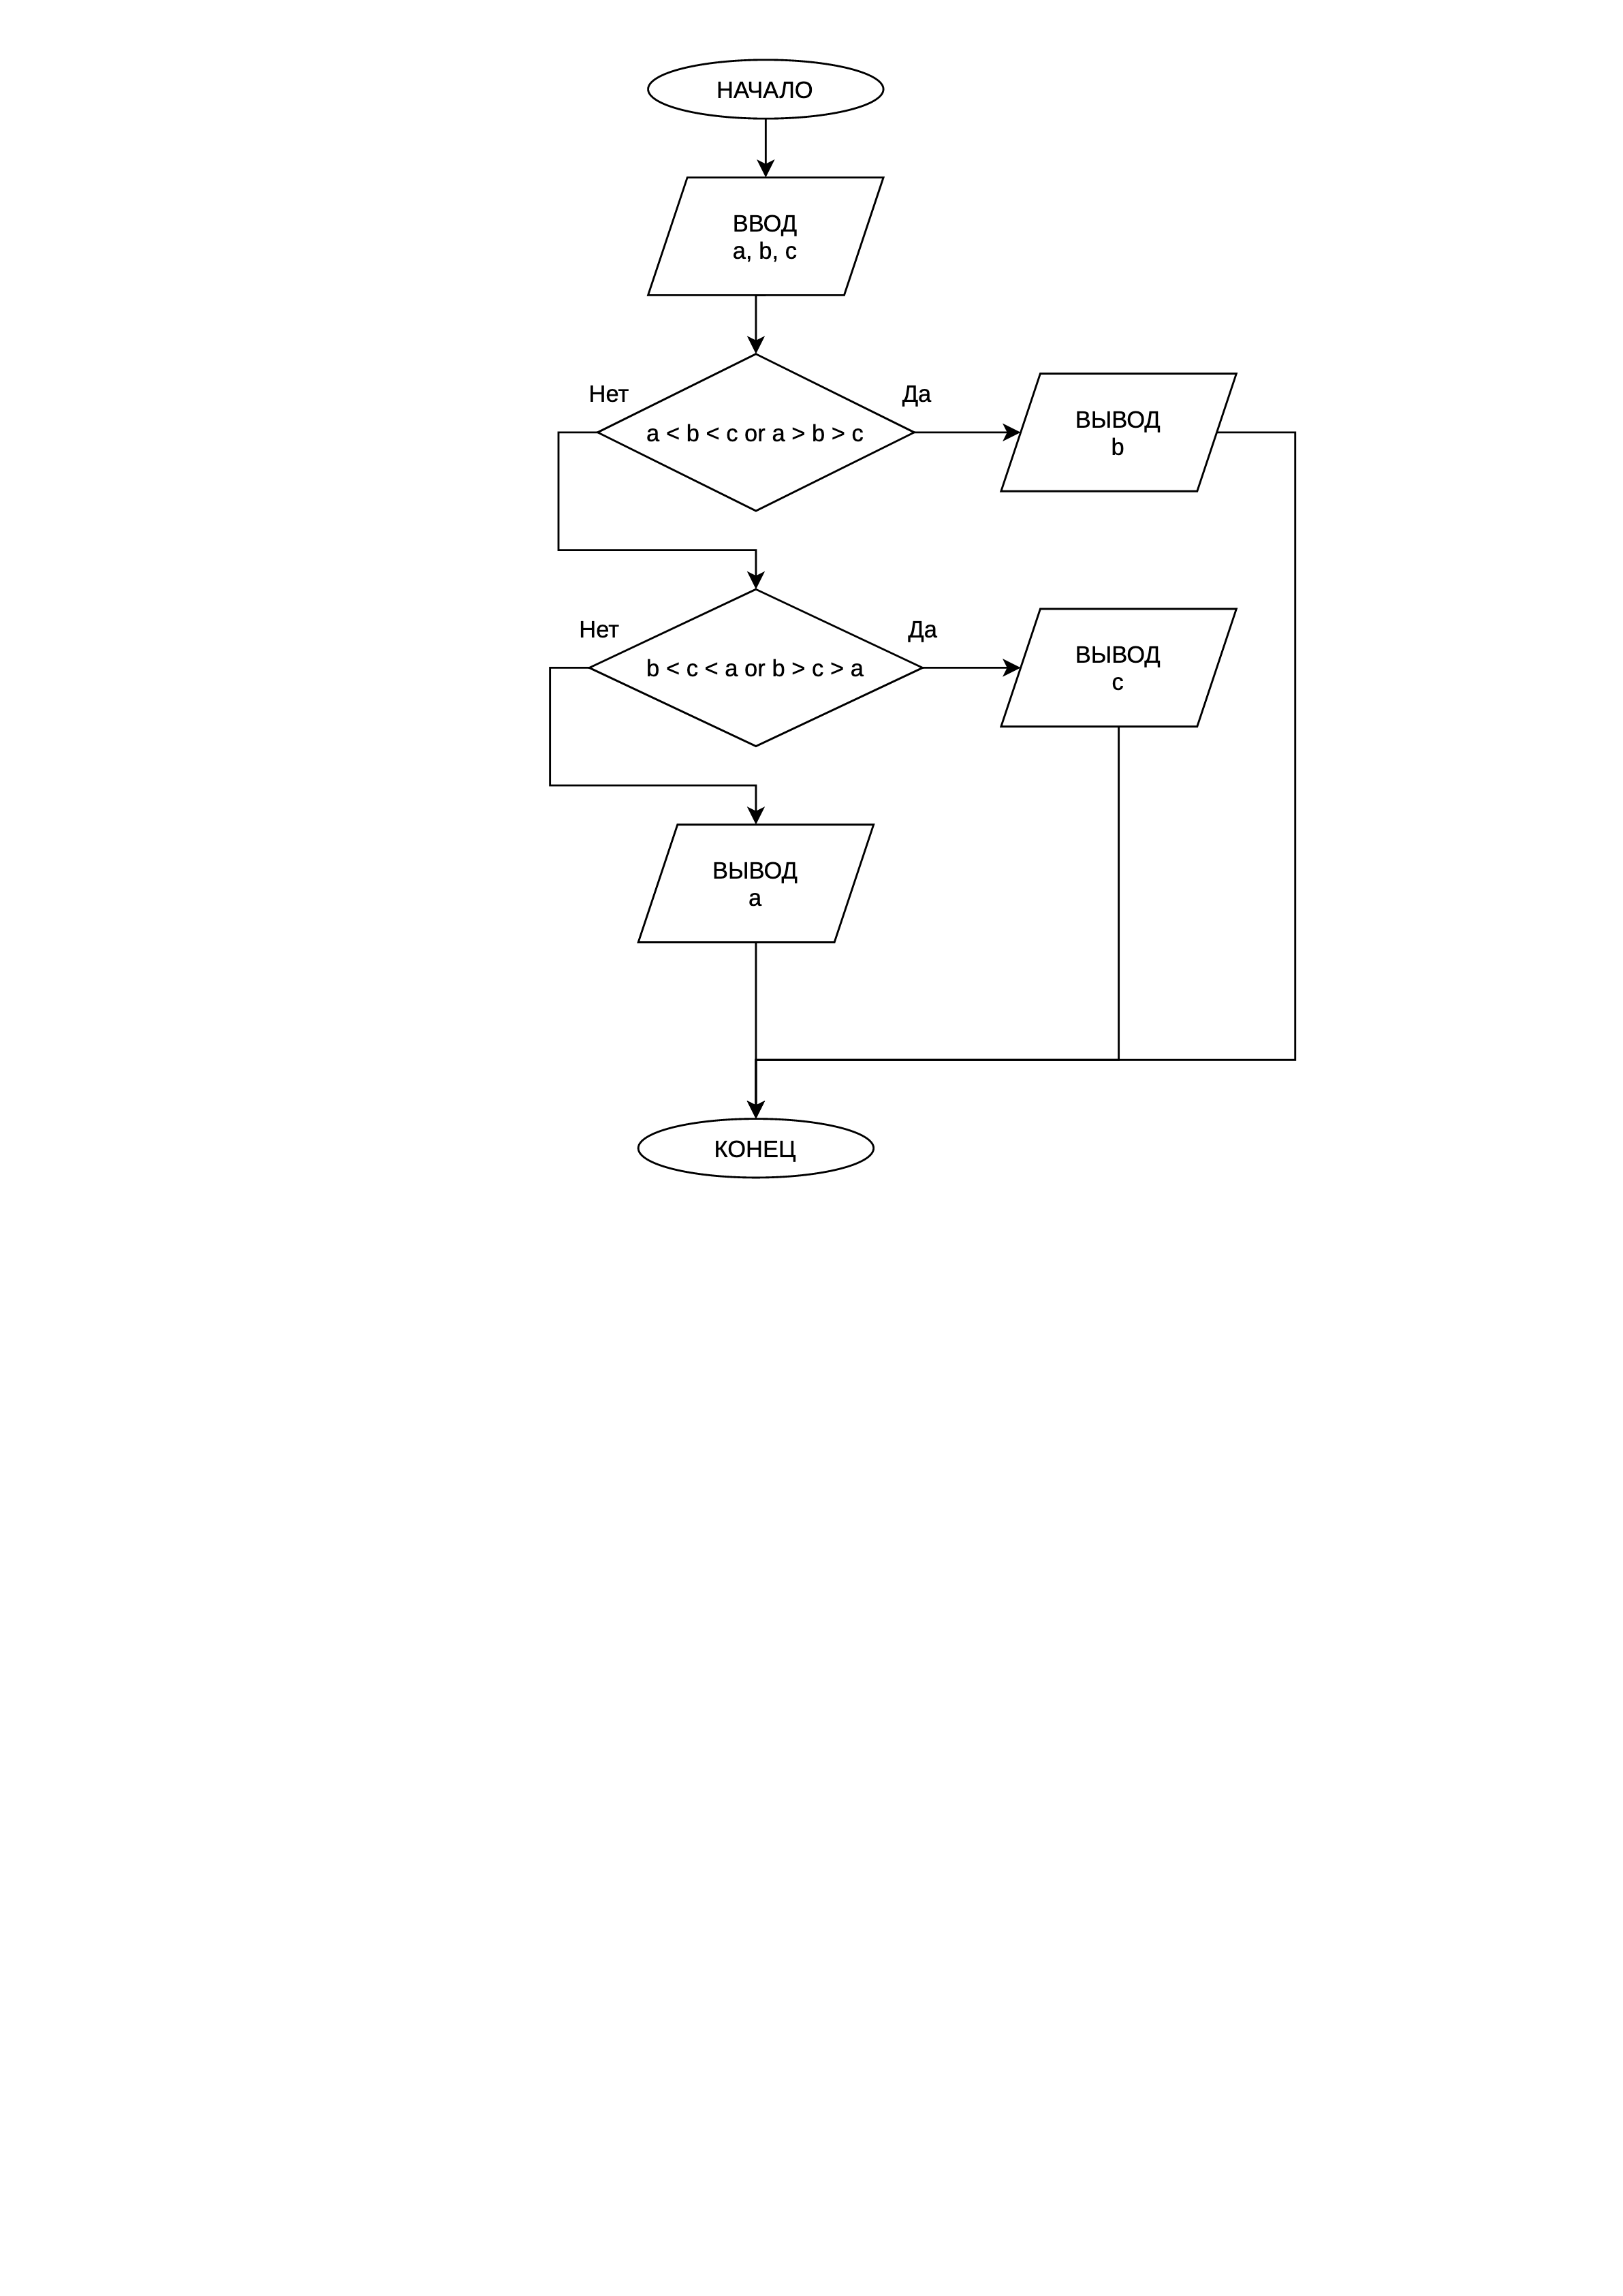 НАЧАЛО
ВВОД
a, b, c
Нет
Да
a < b < c or a > b > c
ВЫВОД
b
Нет
Да
b < c < a or b > c > a
ВЫВОД
c
ВЫВОД
a
КОНЕЦ